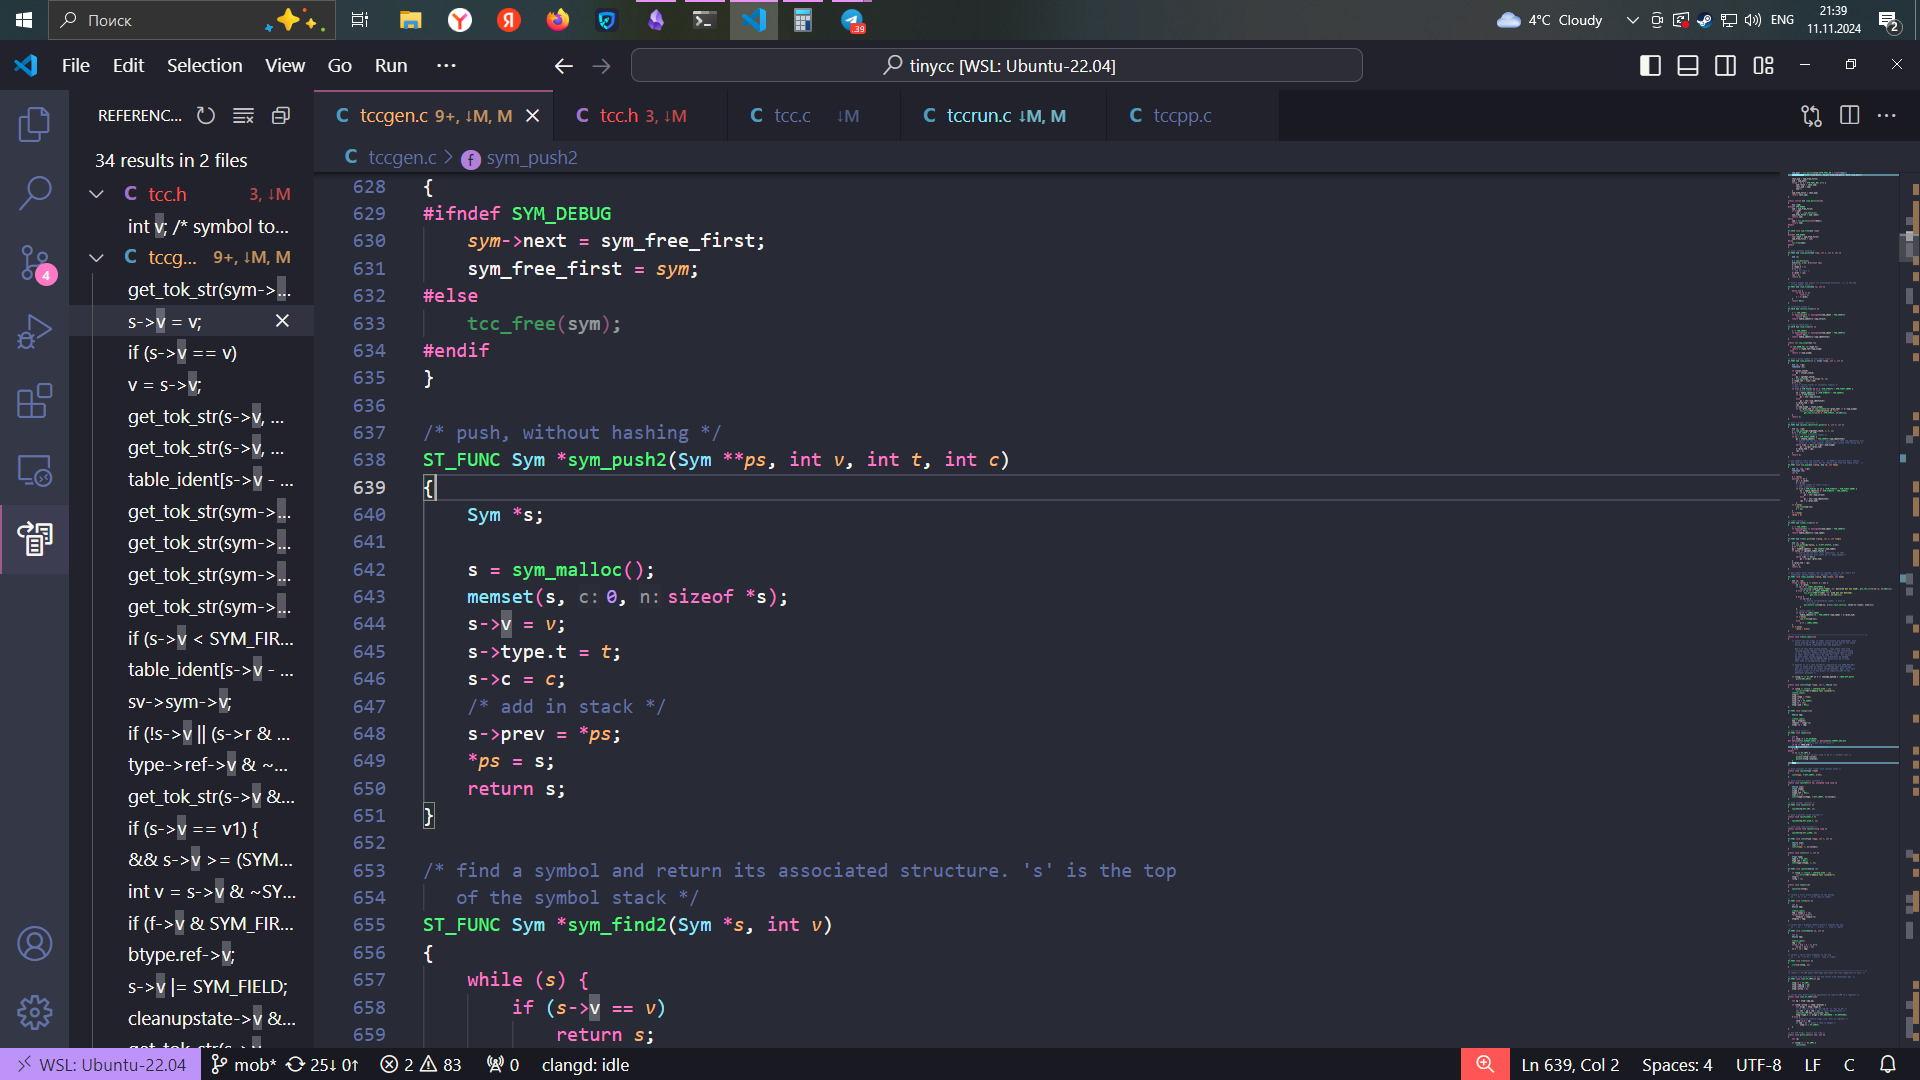 Поиск
39
4°C Cloudy
ENG
21:39
11.11.2024
2
File Edit Selection View Go Run ···
tinycc [WSL: Ubuntu-22.04]
REFERENC...
34 results in 2 files
tcc.h 3, ↓M
int v; /* symbol to...
tccg... 9+, ↓M, M
get_tok_str(sym->...
s->v = v;
if (s->v == v)
v = s->v;
get_tok_str(s->v, ...
get_tok_str(s->v, ...
table_ident[s->v - ...
get_tok_str(sym->...
get_tok_str(sym->...
get_tok_str(sym->...
get_tok_str(sym->...
if (s->v < SYM_FIR...
table_ident[s->v - ...
sv->sym->v;
if (!s->v || (s->r & ...
type->ref->v & ~...
get_tok_str(s->v &...
if (s->v == v1) {
&& s->v >= (SYM...
int v = s->v & ~SY...
if (f->v & SYM_FIR...
btype.ref->v;
s->v |= SYM_FIELD;
cleanupstate->v &...
4
C tccgen.c 9+, ↓M, M
C tcc.h 3, ↓M
C tcc.c ↓M
C tccrun.c ↓M, M
C tccpp.c
C tccgen.c > f sym_push2
628 {
629 #ifndef SYM_DEBUG
630 sym->next = sym_free_first;
631 sym_free_first = sym;
632 #else
633 tcc_free(sym);
634 #endif
635 }
636
637 /* push, without hashing */
638 ST_FUNC Sym *sym_push2(Sym **ps, int v, int t, int c)
639 {
640 Sym *s;
641
642 s = sym_malloc();
643 memset(s, c: 0, n: sizeof *s);
644 s->v = v;
645 s->type.t = t;
646 s->c = c;
647 /* add in stack */
648 s->prev = *ps;
649 *ps = s;
650 return s;
651 }
652
653 /* find a symbol and return its associated structure. 's' is the top
654 of the symbol stack */
655 ST_FUNC Sym *sym_find2(Sym *s, int v)
656 {
657 while (s) {
658 if (s->v == v)
659 return s;
WSL: Ubuntu-22.04 mob* 25↓ 0↑ 2 83 0 clangd: idle
Ln 639, Col 2 Spaces: 4 UTF-8 LF C